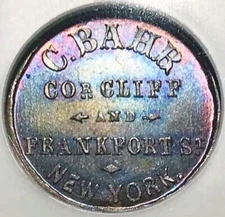 C. BAHR
COR CLIFF
AND
FRANKFORT ST
NEW YORK.